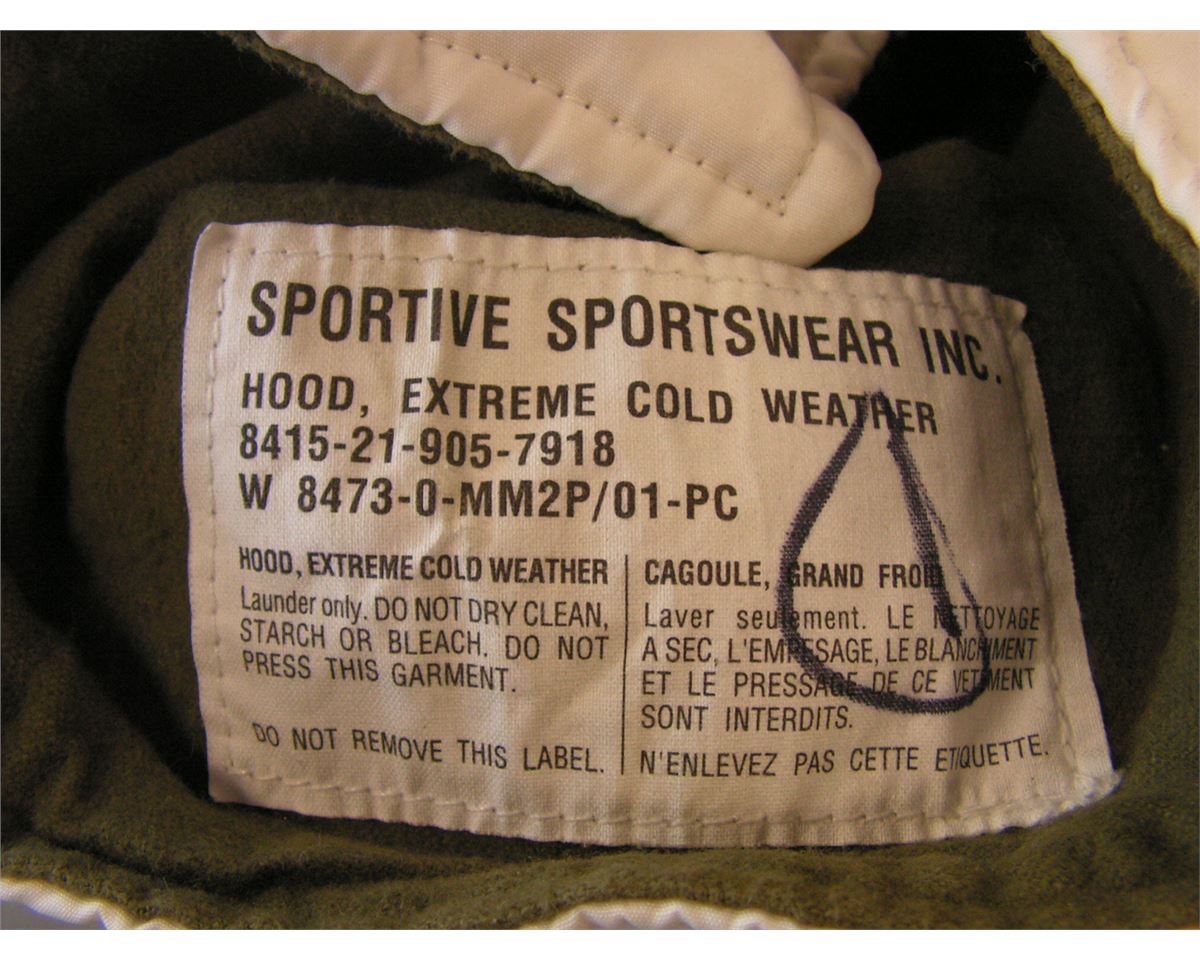 SPORTIVE SPORTSWEAR INC.
HOOD, EXTREME COLD WEATHER
8415-21-905-7918
W 8473-0-MM2P/01-PC
HOOD, EXTREME COLD WEATHER
Launder only. DO NOT DRY CLEAN,
STARCH OR BLEACH. DO NOT
PRESS THIS GARMENT.
DO NOT REMOVE THIS LABEL.
CAGOULE, GRAND FROID
Laver seulement. LE NETTOYAGE
A SEC, L'EMPESAGE, LE BLANCHIMENT
ET LE PRESSAGE DE CE VETEMENT
SONT INTERDITS.
N'ENLEVEZ PAS CETTE ETIQUETTE.